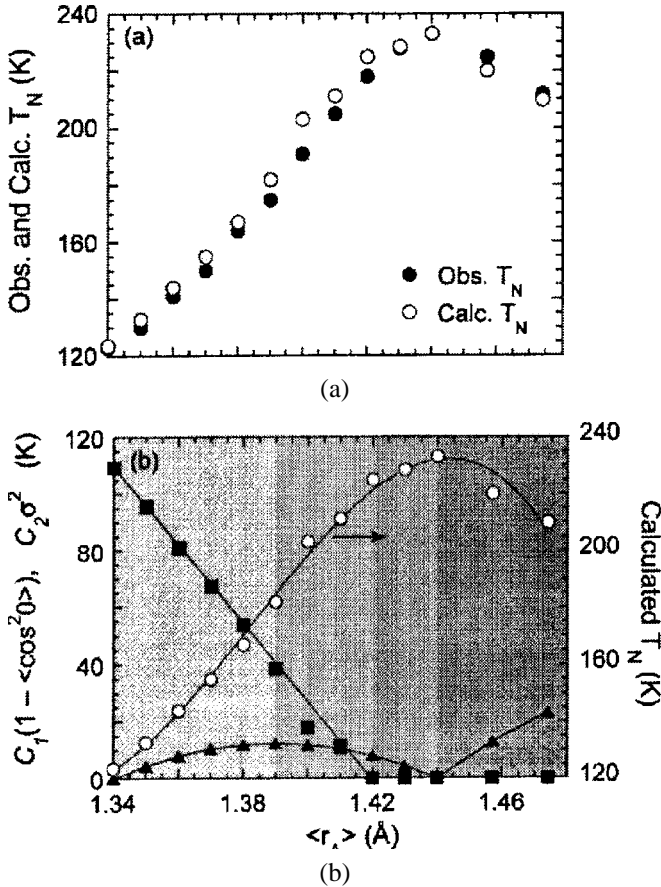 (a)
240
200
160
120
Obs. and Calc. T_N (K)
Obs. T_N
Calc. T_N
(a)
(b)
120
80
40
0
C_1(1 - <cos²0>), C_2σ² (K)
240
200
160
120
Calculated T_N (K)
1.34
1.38
1.42
1.46
<r_A> (Å)
(b)